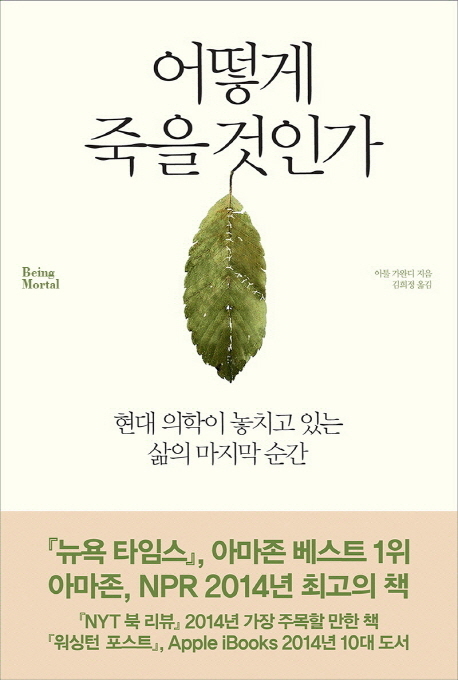 어떻게
죽을 것인가
Being
Mortal
아툴 가완디 지음
김희정 옮김
현대 의학이 놓치고 있는
삶의 마지막 순간
『뉴욕 타임스』, 아마존 베스트 1위
아마존, NPR 2014년 최고의 책
『NYT 북 리뷰』 2014년 가장 주목할 만한 책
『워싱턴 포스트』, Apple iBooks 2014년 10대 도서